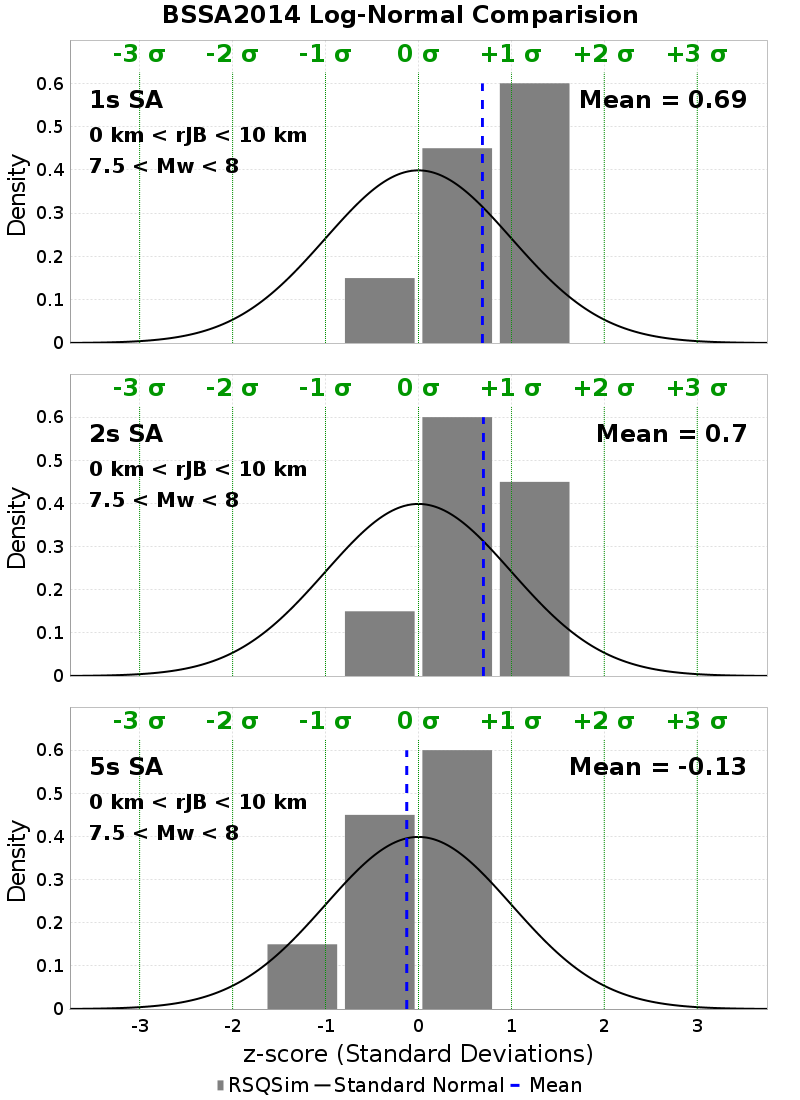 BSSA2014 Log-Normal Comparision
-3 σ -2 σ -1 σ 0 σ +1 σ +2 σ +3 σ
1s SA
Mean = 0.69
0 km < rJB < 10 km
7.5 < Mw < 8
Density
0.6
0.5
0.4
0.3
0.2
0.1
0
-3 σ -2 σ -1 σ 0 σ +1 σ +2 σ +3 σ
2s SA
Mean = 0.7
0 km < rJB < 10 km
7.5 < Mw < 8
Density
0.6
0.5
0.4
0.3
0.2
0.1
0
-3 σ -2 σ -1 σ 0 σ +1 σ +2 σ +3 σ
5s SA
Mean = -0.13
0 km < rJB < 10 km
7.5 < Mw < 8
Density
0.6
0.5
0.4
0.3
0.2
0.1
0
-3 -2 -1 0 1 2 3
z-score (Standard Deviations)
RSQSim Standard Normal Mean